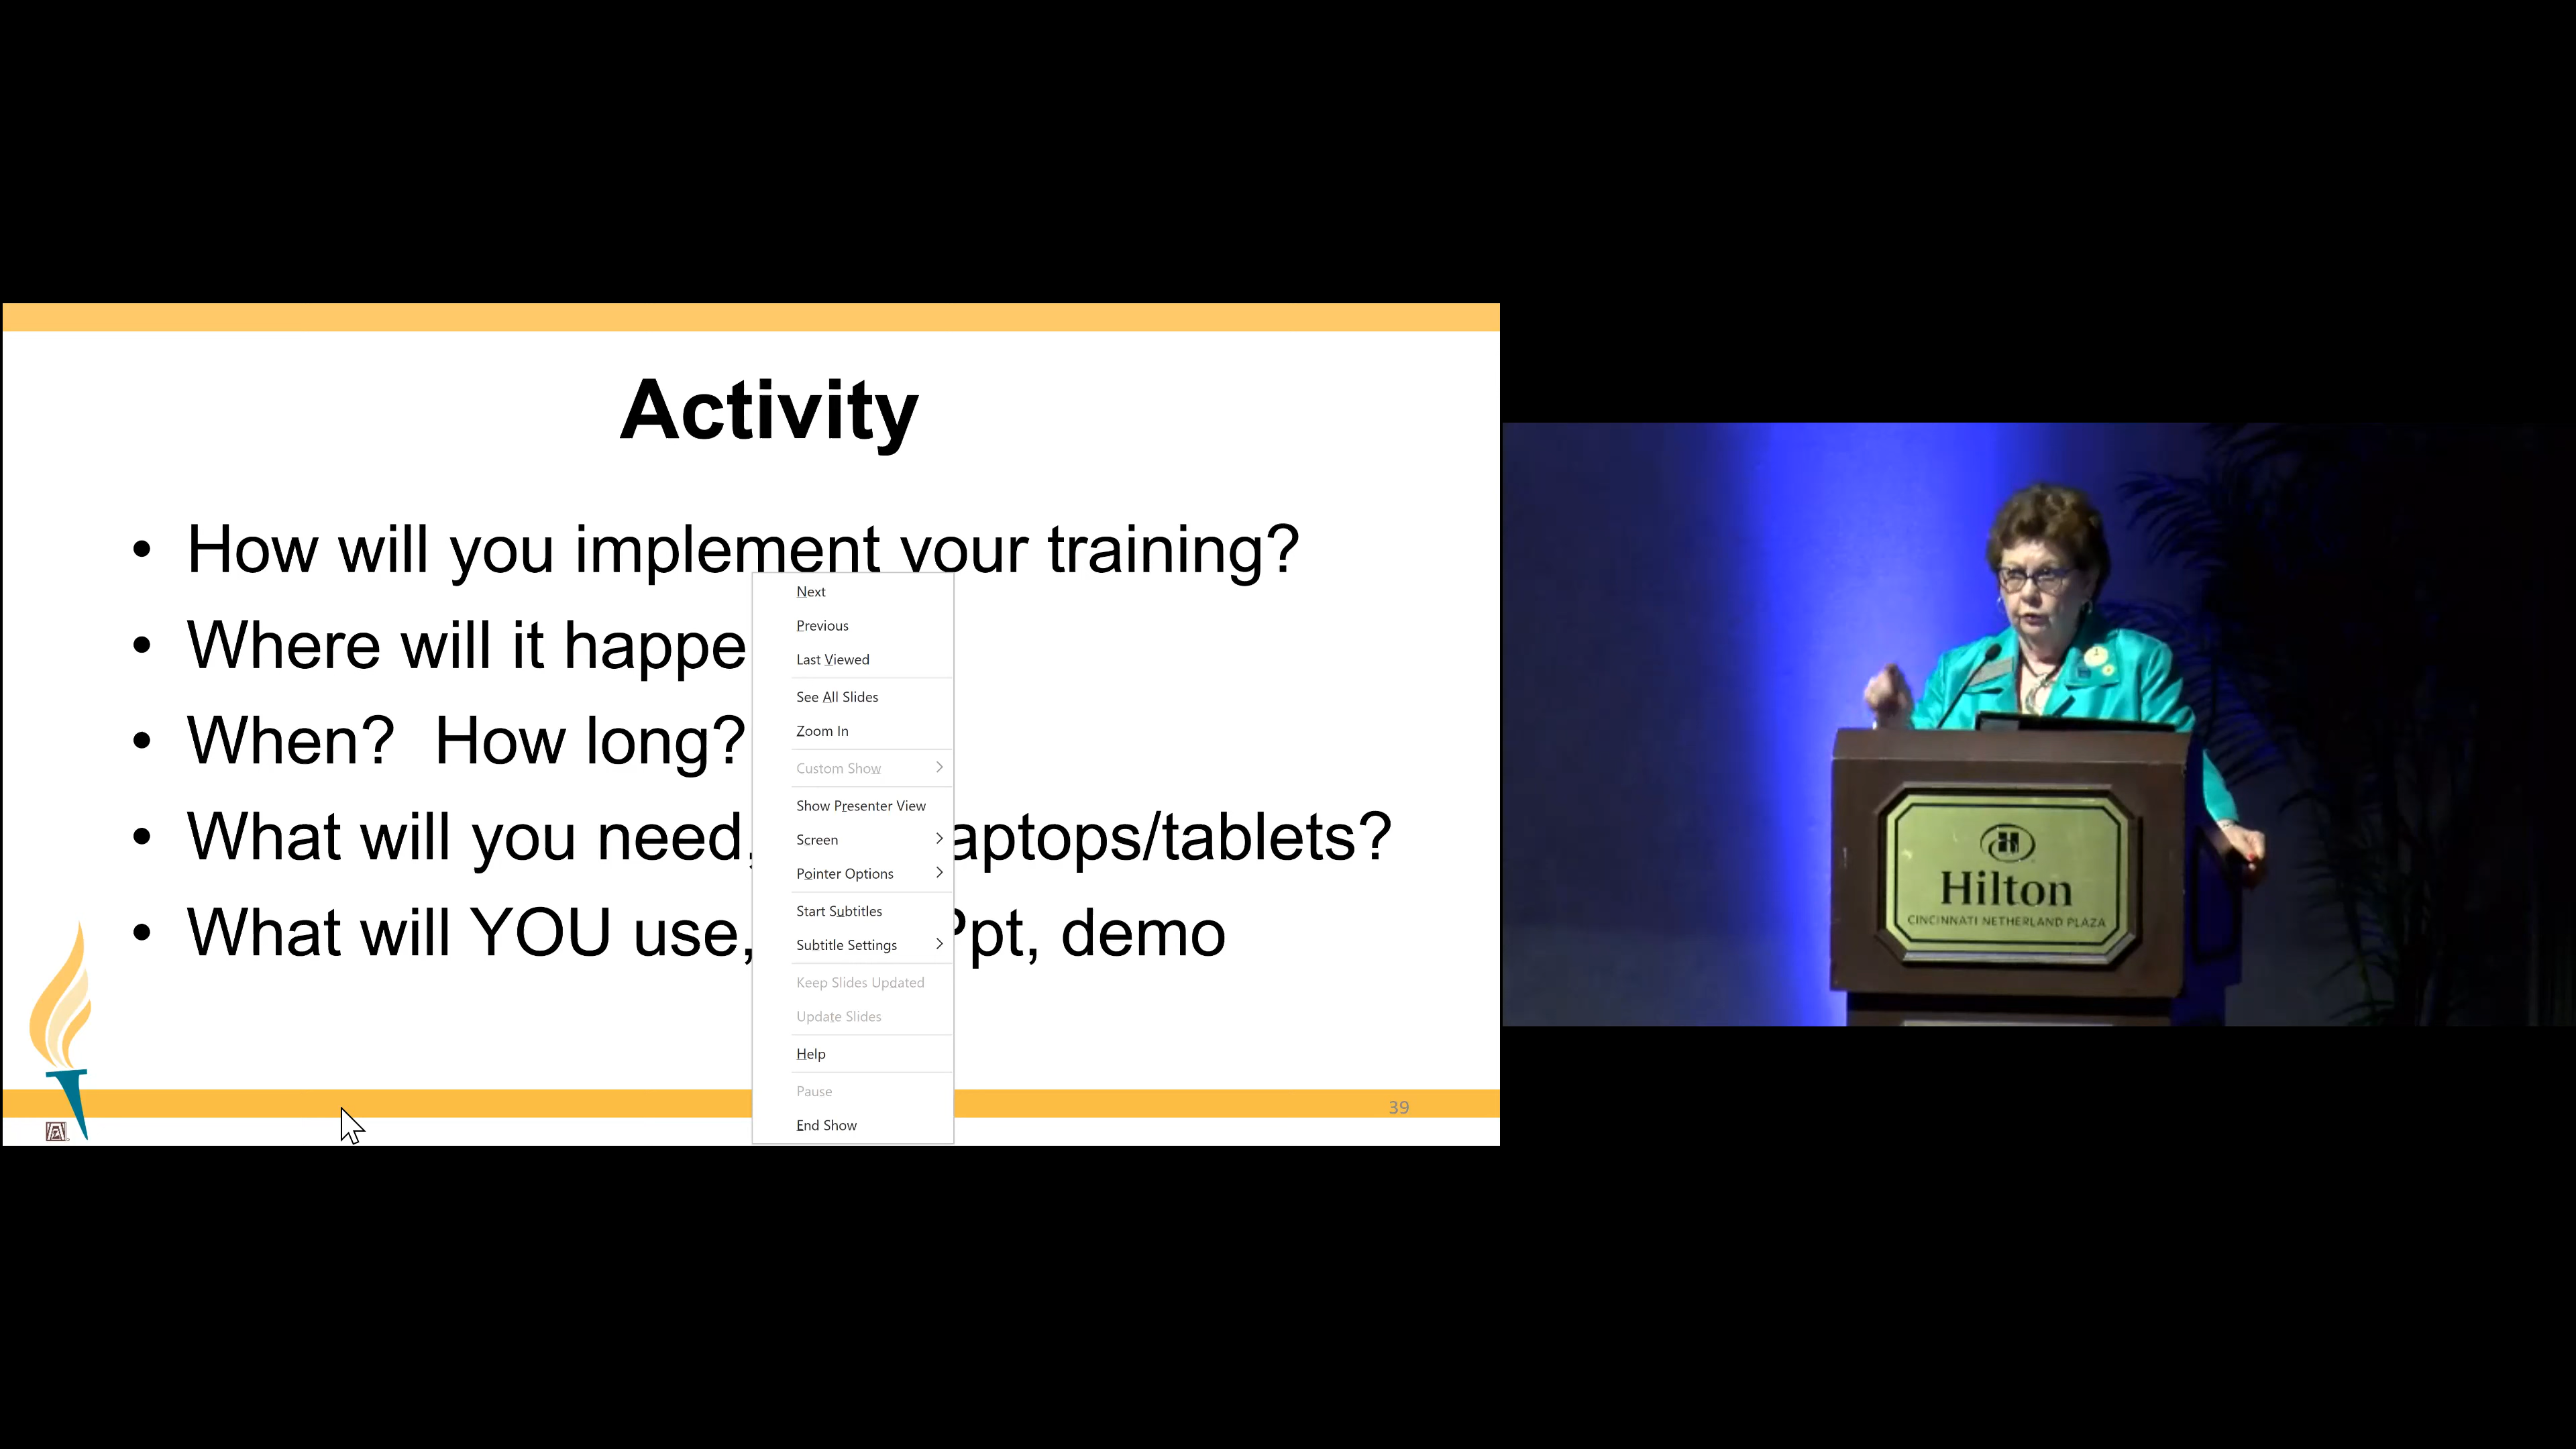 Activity
• How will you implement your training?
• Where will it happe
• When? How long?
• What will you need, aptops/tablets?
• What will YOU use, Ppt, demo
Next
Previous
Last Viewed
See All Slides
Zoom In
Custom Show
Show Presenter View
Screen
Pointer Options
Start Subtitles
Subtitle Settings
Keep Slides Updated
Update Slides
Help
Pause
End Show
39
Hilton
CINCINNATI NETHERLAND PLAZA